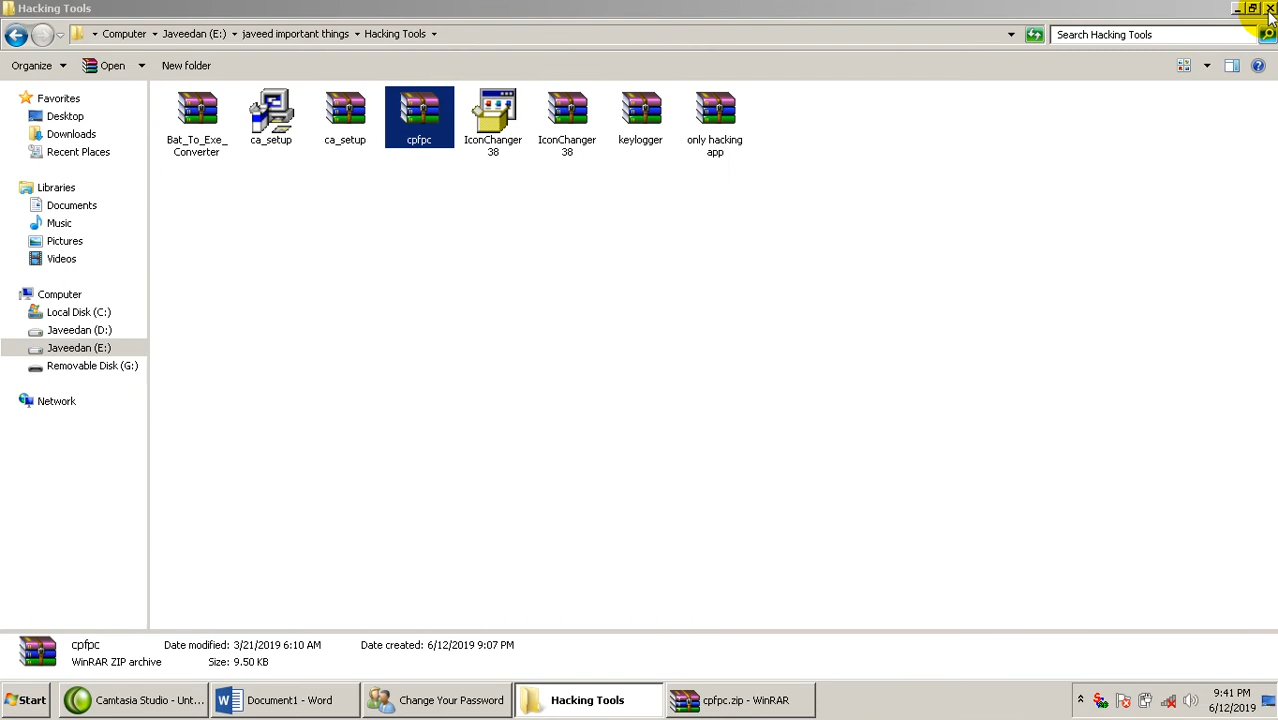 Hacking Tools
Computer Javeedan (E:) javeed important things Hacking Tools
Search Hacking Tools
Organize Open New folder
Favorites
Desktop
Downloads
Recent Places
Libraries
Documents
Music
Pictures
Videos
Computer
Local Disk (C:)
Javeedan (D:)
Javeedan (E:)
Removable Disk (G:)
Network
Bat_To_Exe_
Converter
ca_setup
ca_setup
cpfpc
IconChanger
38
IconChanger
38
keylogger
only hacking
app
cpfpc
Date modified: 3/21/2019 6:10 AM
Date created: 6/12/2019 9:07 PM
WinRAR ZIP archive
Size: 9.50 KB
Start
Camtasia Studio - Unt...
Document1 - Word
Change Your Password
Hacking Tools
cpfpc.zip - WinRAR
9:41 PM
6/12/2019